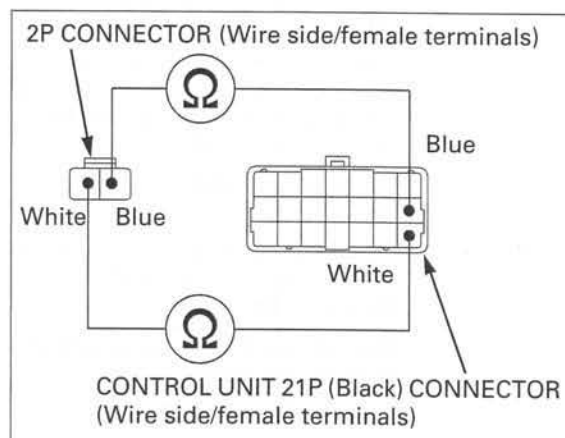 2P CONNECTOR (Wire side/female terminals)
Ω
Blue
White Blue
White
Ω
CONTROL UNIT 21P (Black) CONNECTOR
(Wire side/female terminals)